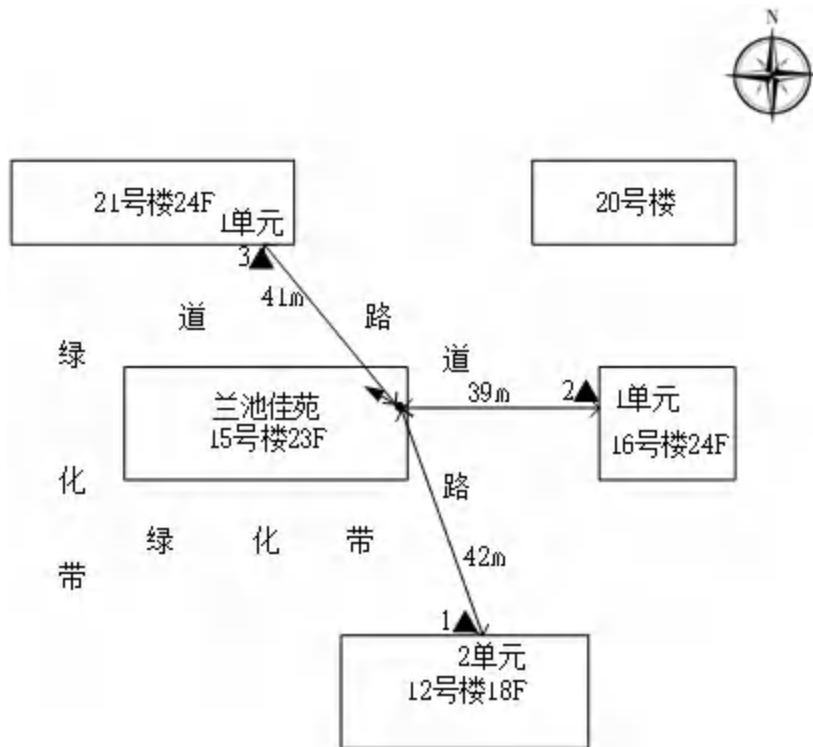 N
21号楼24F
1单元
20号楼
3
41m
道
路
绿
道
兰池佳苑
15号楼23F
39m
2
1单元
16号楼24F
化
路
绿 化 带
带
42m
1
2单元
12号楼18F